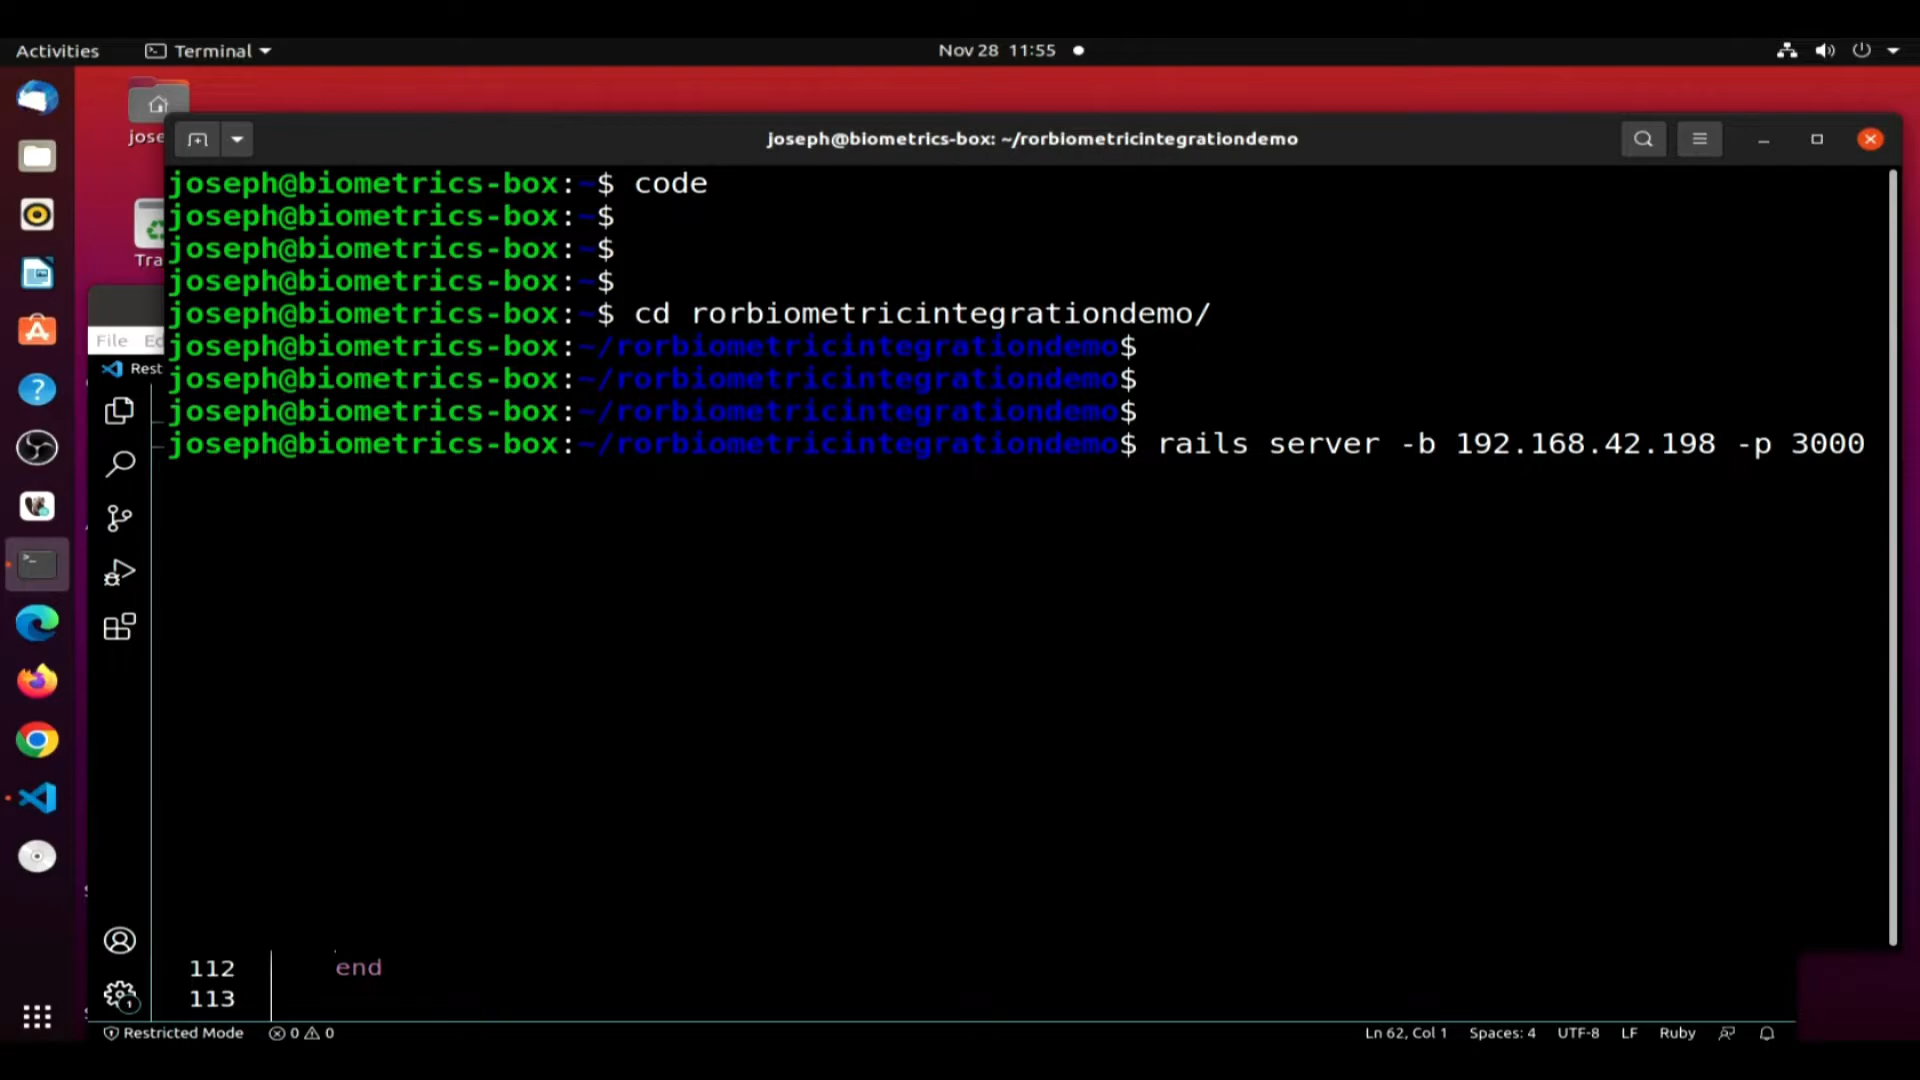 Activities
Terminal
Nov 28 11:55
jose
joseph@biometrics-box: ~/rorbiometricintegrationdemo
joseph@biometrics-box:~$ code
joseph@biometrics-box:~$
joseph@biometrics-box:~$
joseph@biometrics-box:~$
joseph@biometrics-box:~$ cd rorbiometricintegrationdemo/
joseph@biometrics-box:~/rorbiometricintegrationdemo$
joseph@biometrics-box:~/rorbiometricintegrationdemo$
joseph@biometrics-box:~/rorbiometricintegrationdemo$
joseph@biometrics-box:~/rorbiometricintegrationdemo$ rails server -b 192.168.42.198 -p 3000
Tra
File Ed
Rest
112 end
113
1
Restricted Mode 0 0
Ln 62, Col 1 Spaces: 4 UTF-8 LF Ruby